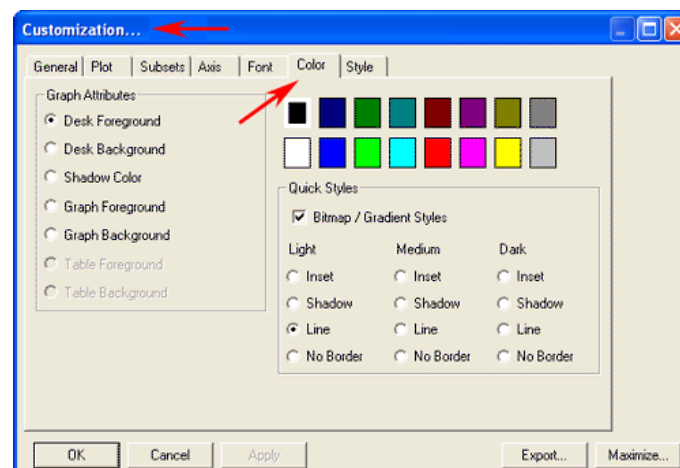 Customization...
General Plot Subsets Axis Font Color Style
Graph Attributes
Desk Foreground
Desk Background
Shadow Color
Graph Foreground
Graph Background
Table Foreground
Table Background
Quick Styles
Bitmap / Gradient Styles
Light Medium Dark
Inset Inset Inset
Shadow Shadow Shadow
Line Line Line
No Border No Border No Border
OK Cancel Apply Export... Maximize...